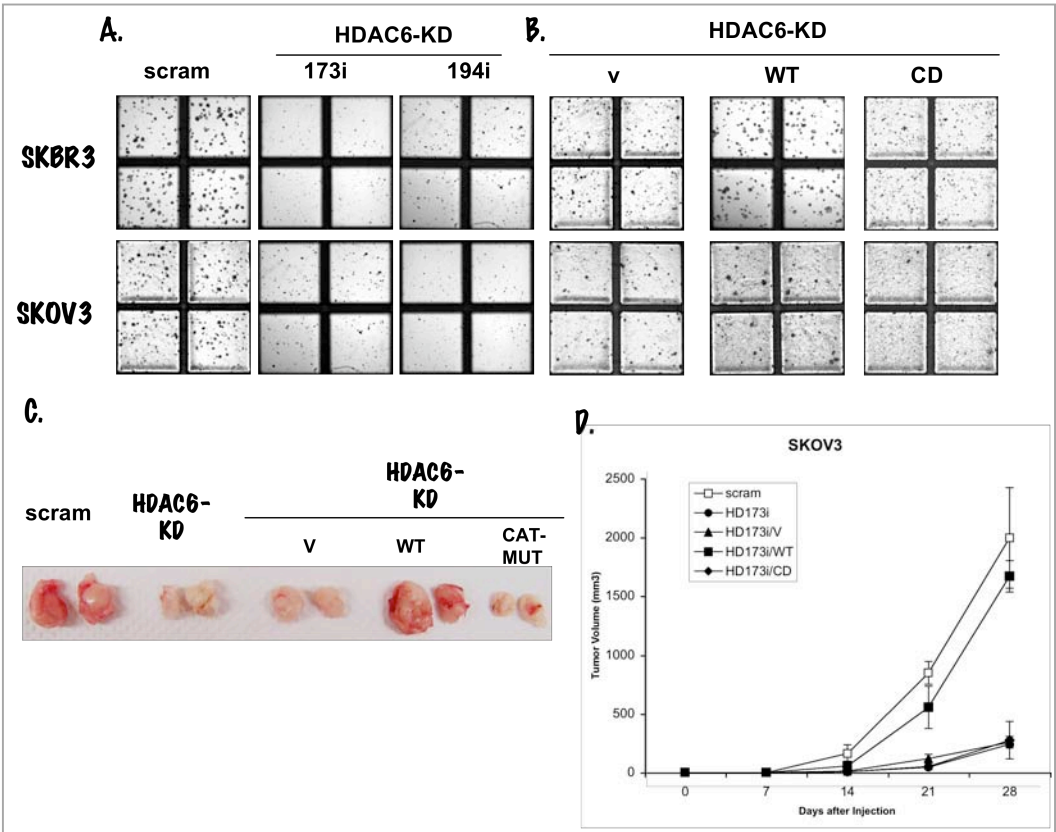 A.
HDAC6-KD
scram
173i
194i
B.
HDAC6-KD
v
WT
CD
SKBR3
SKOV3
C.
scram
HDAC6-
KD
HDAC6-
KD
V
WT
CAT-
MUT
D.
SKOV3
Tumor Volume (mm3)
2500
2000
1500
1000
500
0
scram
HD173i
HD173i/V
HD173i/WT
HD173i/CD
0
7
14
21
28
Days after Injection